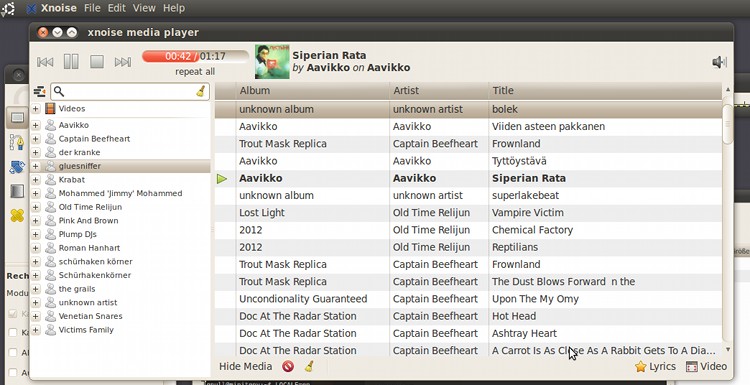 Xnoise File Edit View Help
xnoise media player
00:42 / 01:17
repeat all
Siperian Rata
by Aavikko on Aavikko
Album Artist Title
Videos
Aavikko
Captain Beefheart
der kranke
gluesniffer
Krabat
Mohammed 'Jimmy' Mohammed
Old Time Relijun
Pink And Brown
Plump DJs
Roman Hanhart
schürhaken körner
Schürhakenkörner
the grails
unknown artist
Venetian Snares
Victims Family
unknown album unknown artist bolek
Aavikko Aavikko Viiden asteen pakkanen
Trout Mask Replica Captain Beefheart Frownland
Aavikko Aavikko Tyttöystävä
Aavikko Aavikko Siperian Rata
unknown album unknown artist superlakebeat
Lost Light Old Time Relijun Vampire Victim
2012 Old Time Relijun Chemical Factory
2012 Old Time Relijun Reptilians
Trout Mask Replica Captain Beefheart Frownland
Trout Mask Replica Captain Beefheart The Dust Blows Forward n the
Uncondionality Guaranteed Captain Beefheart Upon The My Omy
Doc At The Radar Station Captain Beefheart Hot Head
Doc At The Radar Station Captain Beefheart Ashtray Heart
Doc At The Radar Station Captain Beefheart A Carrot Is As Close As A Rabbit Gets To A Dia...
Hide Media Lyrics Video
Rech
Modu